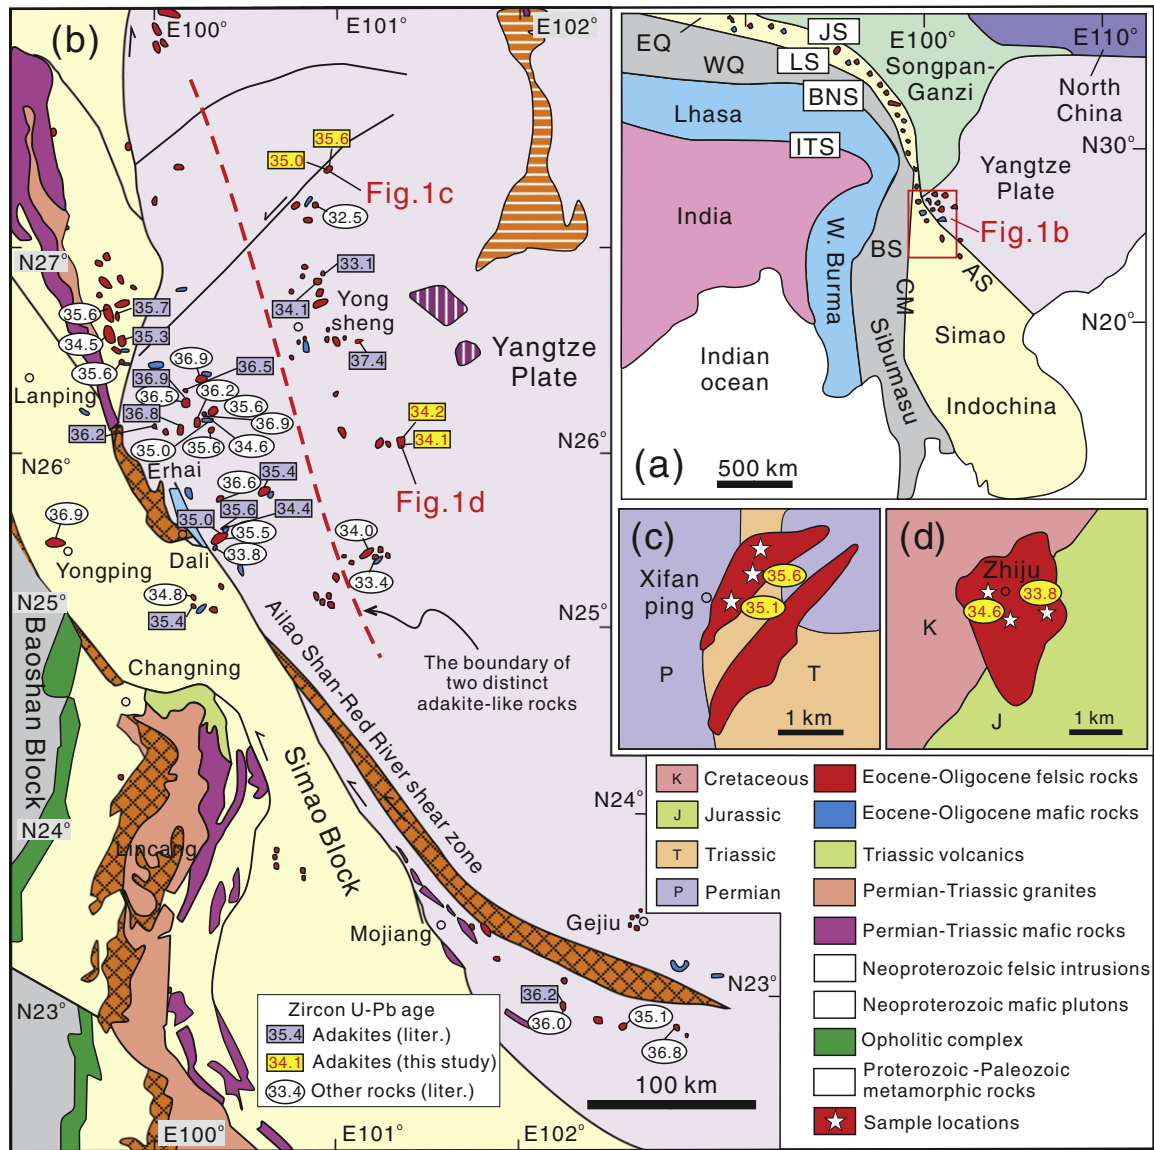 (b)
E100°
E101°
E102°
35.6
35.0
Fig.1c
32.5
N27°
33.1
34.1
Yong
sheng
37.4
Yangtze
Plate
35.6
35.7
34.5
35.3
35.6
36.9
36.5
36.9
36.2
36.5
35.6
36.8
36.9
36.2
35.0
35.6
34.6
Lanping
34.2
34.1
Fig.1d
N26°
N26°
Erhai
36.6
35.4
35.6
34.4
35.0
35.5
33.8
36.9
Dali
Yongping
34.0
33.4
34.8
35.4
N25°
N25°
The boundary of
two distinct
adakite-like rocks
Changning
Baoshan Block
Ailao Shan-Red River shear zone
Simao Block
N24°
N24°
Lincang
Mojiang
Gejiu
N23°
N23°
36.2
36.0
35.1
36.8
Zircon U-Pb age
35.4 Adakites (liter.)
34.1 Adakites (this study)
33.4 Other rocks (liter.)
100 km
E100°
E101°
E102°
(a)
EQ
JS
E100°
E110°
WQ
LS
Songpan-
Ganzi
BNS
North
China
Lhasa
ITS
N30°
Yangtze
Plate
India
Fig.1b
W. Burma
BS
CM
AS
N20°
Sibumasu
Simao
Indian
ocean
Indochina
500 km
(c)
Xifan
ping
35.6
35.1
P
T
1 km
(d)
Zhiju
33.8
34.6
K
J
1 km
K Cretaceous
J Jurassic
T Triassic
P Permian
Eocene-Oligocene felsic rocks
Eocene-Oligocene mafic rocks
Triassic volcanics
Permian-Triassic granites
Permian-Triassic mafic rocks
Neoproterozoic felsic intrusions
Neoproterozoic mafic plutons
Opholitic complex
Proterozoic -Paleozoic
metamorphic rocks
Sample locations